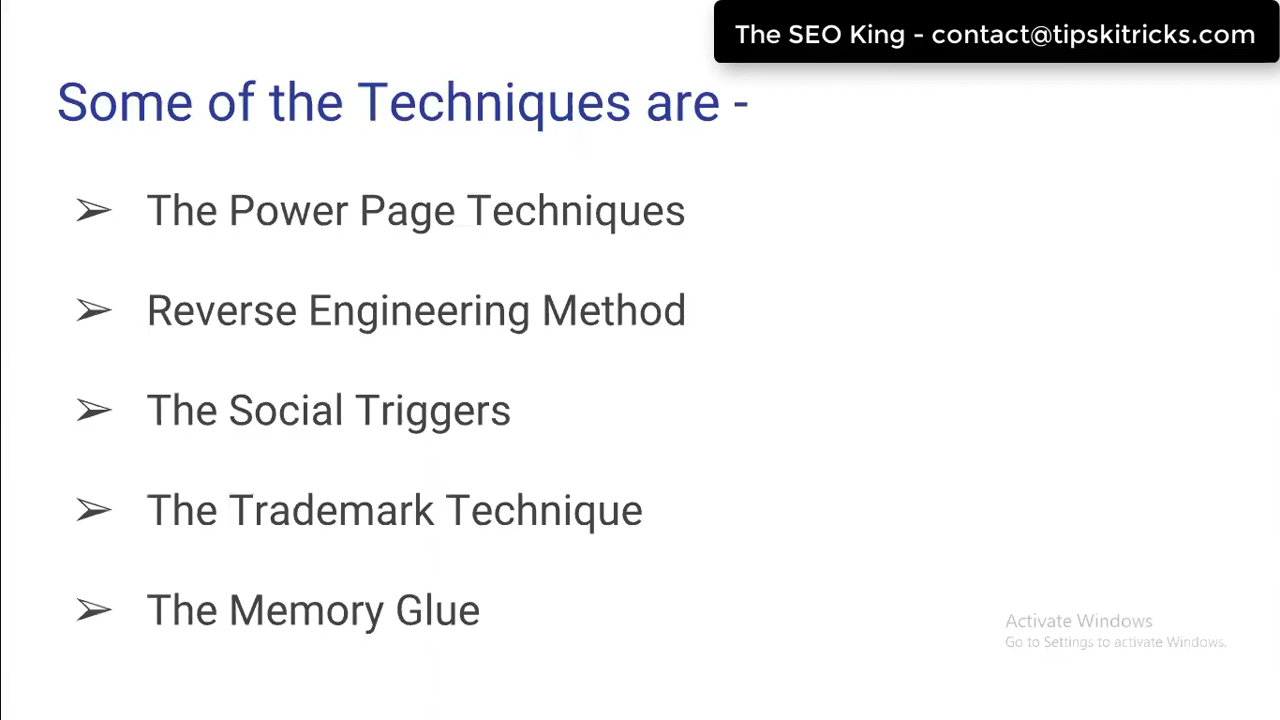 The SEO King - contact@tipskitricks.com
Some of the Techniques are -
➢ The Power Page Techniques
➢ Reverse Engineering Method
➢ The Social Triggers
➢ The Trademark Technique
➢ The Memory Glue
Activate Windows
Go to Settings to activate Windows.